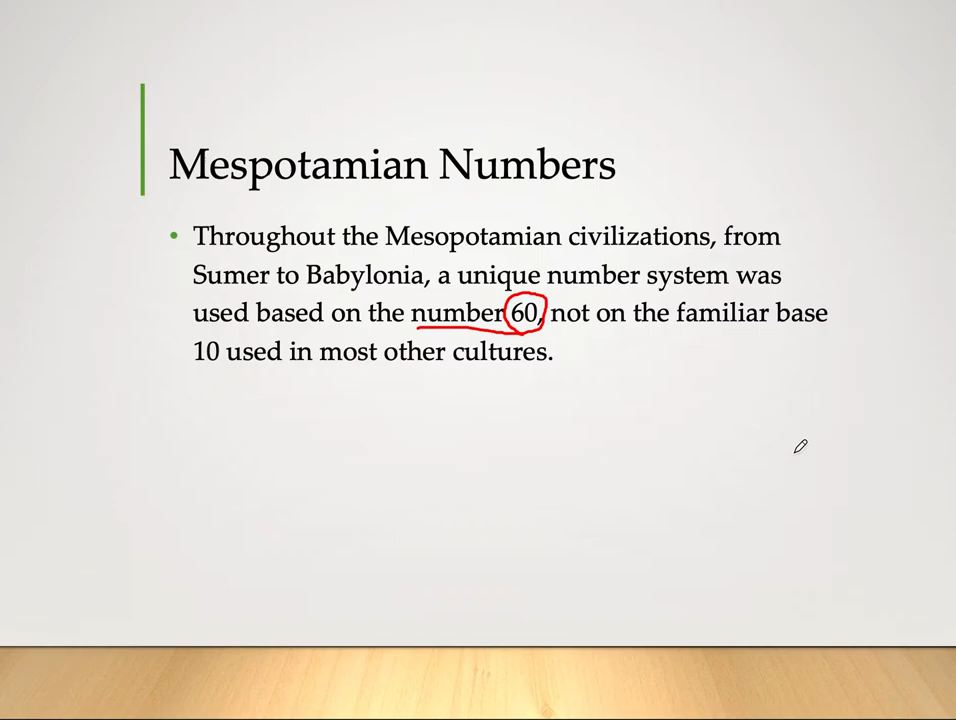 Mespotamian Numbers
• Throughout the Mesopotamian civilizations, from
Sumer to Babylonia, a unique number system was
used based on the number 60, not on the familiar base
10 used in most other cultures.